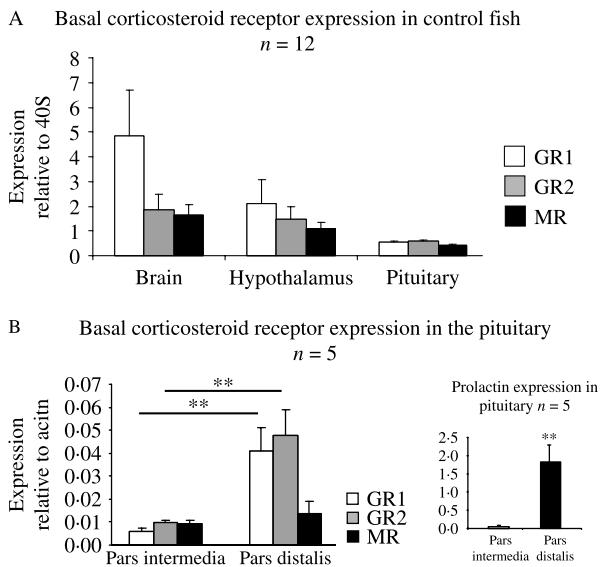 A Basal corticosteroid receptor expression in control fish
n = 12
Expression
relative to 40S
8
7
6
5
4
3
2
1
0
GR1
GR2
MR
Brain Hypothalamus Pituitary
B Basal corticosteroid receptor expression in the pituitary
n = 5
Expression
relative to acitn
0·07
0·06
0·05
0·04
0·03
0·02
0·01
0·00
**
**
GR1
GR2
MR
Pars intermedia Pars distalis
Prolactin expression in
pituitary n = 5
2·5
2·0
1·5
1·0
0·5
0·0
**
Pars Pars
intermedia distalis